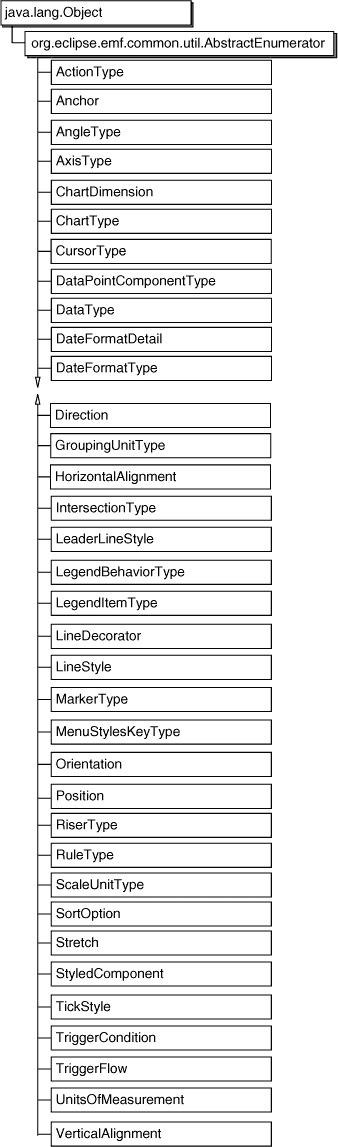 java.lang.Object
org.eclipse.emf.common.util.AbstractEnumerator
ActionType
Anchor
AngleType
AxisType
ChartDimension
ChartType
CursorType
DataPointComponentType
DataType
DateFormatDetail
DateFormatType
Direction
GroupingUnitType
HorizontalAlignment
IntersectionType
LeaderLineStyle
LegendBehaviorType
LegendItemType
LineDecorator
LineStyle
MarkerType
MenuStylesKeyType
Orientation
Position
RiserType
RuleType
ScaleUnitType
SortOption
Stretch
StyledComponent
TickStyle
TriggerCondition
TriggerFlow
UnitsOfMeasurement
VerticalAlignment